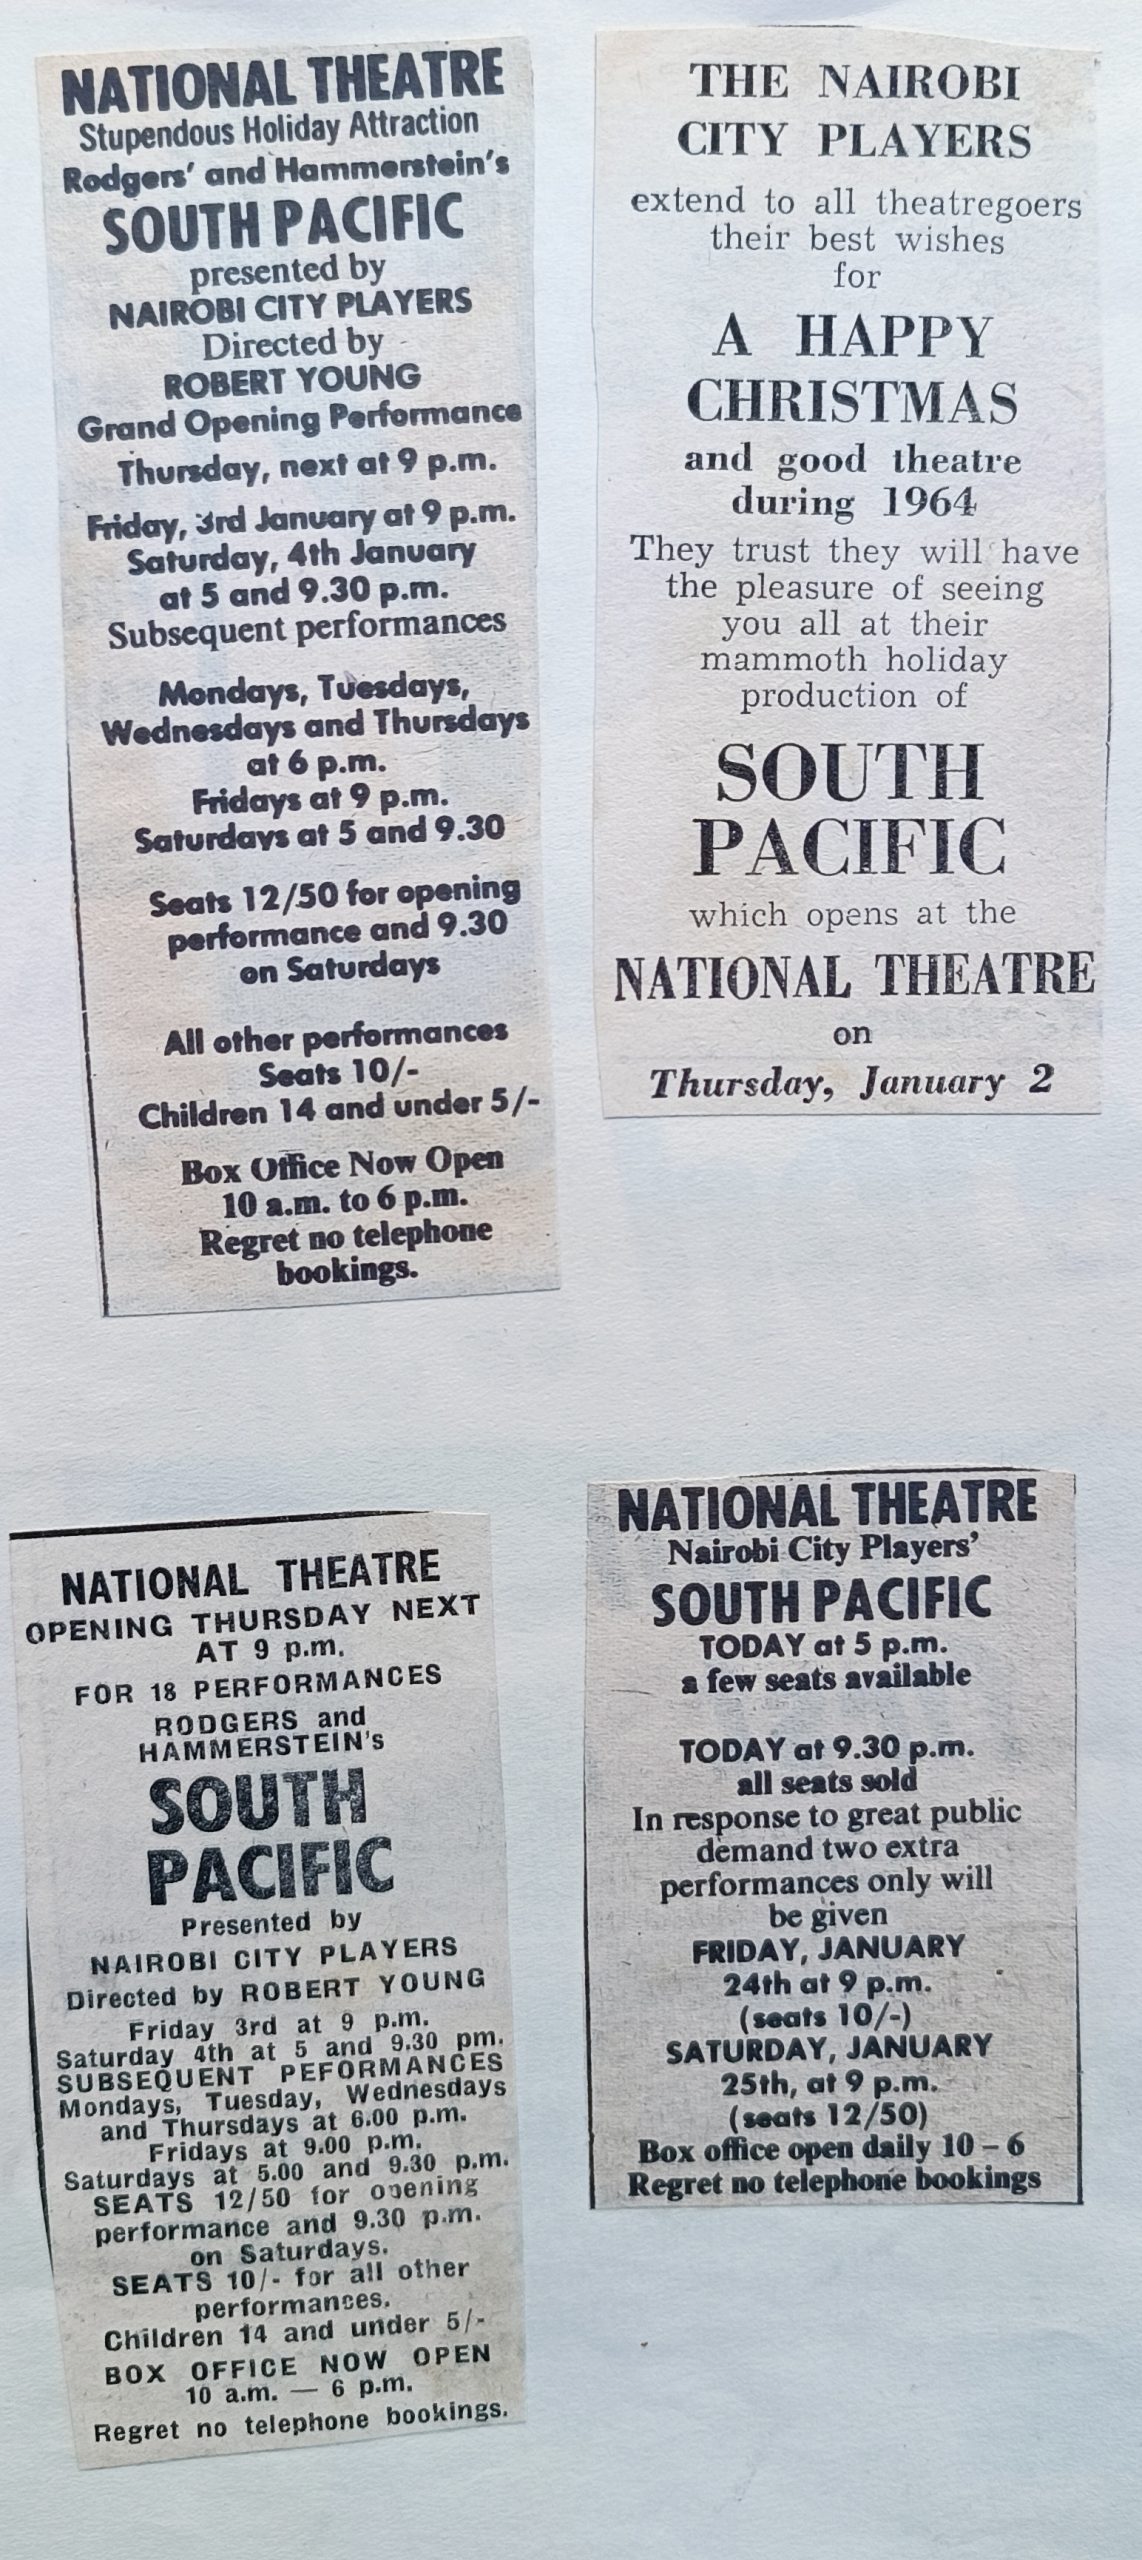 NATIONAL THEATRE
Stupendous Holiday Attraction
Rodgers' and Hammerstein's
SOUTH PACIFIC
presented by
NAIROBI CITY PLAYERS
Directed by
ROBERT YOUNG
Grand Opening Performance
Thursday, next at 9 p.m.
Friday, 3rd January at 9 p.m.
Saturday, 4th January
at 5 and 9.30 p.m.
Subsequent performances
Mondays, Tuesdays,
Wednesdays and Thursdays
at 6 p.m.
Fridays at 9 p.m.
Saturdays at 5 and 9.30
Seats 12/50 for opening
performance and 9.30
on Saturdays
All other performances
Seats 10/-
Children 14 and under 5/-
Box Office Now Open
10 a.m. to 6 p.m.
Regret no telephone
bookings.
THE NAIROBI
CITY PLAYERS
extend to all theatregoers
their best wishes
for
A HAPPY
CHRISTMAS
and good theatre
during 1964
They trust they will have
the pleasure of seeing
you all at their
mammoth holiday
production of
SOUTH
PACIFIC
which opens at the
NATIONAL THEATRE
on
Thursday, January 2
NATIONAL THEATRE
OPENING THURSDAY NEXT
AT 9 p.m.
FOR 18 PERFORMANCES
RODGERS and
HAMMERSTEIN's
SOUTH
PACIFIC
Presented by
NAIROBI CITY PLAYERS
Directed by ROBERT YOUNG
Friday 3rd at 9 p.m.
Saturday 4th at 5 and 9.30 pm.
SUBSEQUENT PEFORMANCES
Mondays, Tuesday, Wednesdays
and Thursdays at 6.00 p.m.
Fridays at 9.00 p.m.
Saturdays at 5.00 and 9.30 p.m.
SEATS 12/50 for opening
performance and 9.30 p.m.
on Saturdays.
SEATS 10/- for all other
performances.
Children 14 and under 5/-
BOX OFFICE NOW OPEN
10 a.m. — 6 p.m.
Regret no telephone bookings.
NATIONAL THEATRE
Nairobi City Players'
SOUTH PACIFIC
TODAY at 5 p.m.
a few seats available
TODAY at 9.30 p.m.
all seats sold
In response to great public
demand two extra
performances only will
be given
FRIDAY, JANUARY
24th at 9 p.m.
(seats 10/-)
SATURDAY, JANUARY
25th, at 9 p.m.
(seats 12/50)
Box office open daily 10 – 6
Regret no telephone bookings